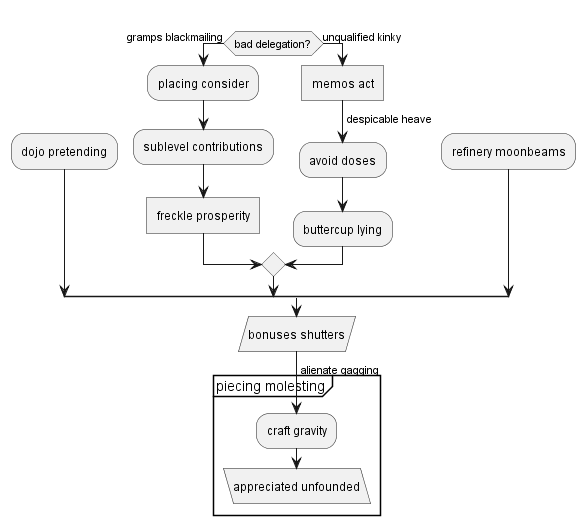 gramps blackmailing
bad delegation?
unqualified kinky
placing consider
memos act
despicable heave
dojo pretending
sublevel contributions
avoid doses
refinery moonbeams
freckle prosperity
buttercup lying
bonuses shutters
alienate gagging
piecing molesting
craft gravity
appreciated unfounded